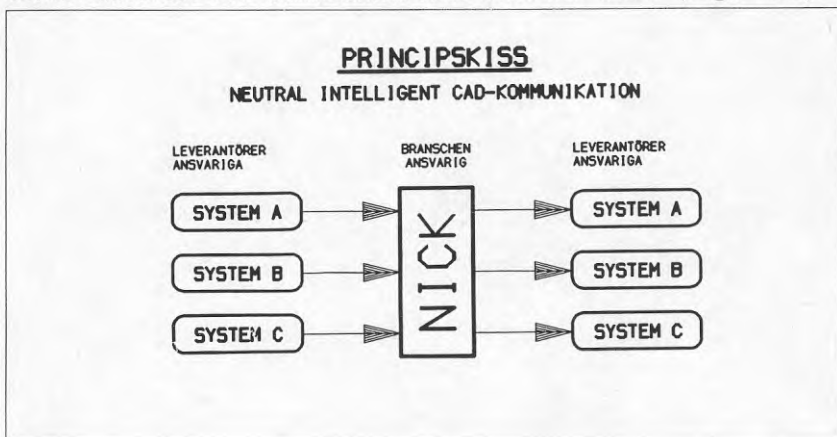 PRINCIPSKISS
NEUTRAL INTELLIGENT CAD-KOMMUNIKATION
LEVERANTÖRER
ANSVARIGA
BRANSCHEN
ANSVARIG
LEVERANTÖRER
ANSVARIGA
SYSTEM A
SYSTEM B
SYSTEM C
NICK
SYSTEM A
SYSTEM B
SYSTEM C